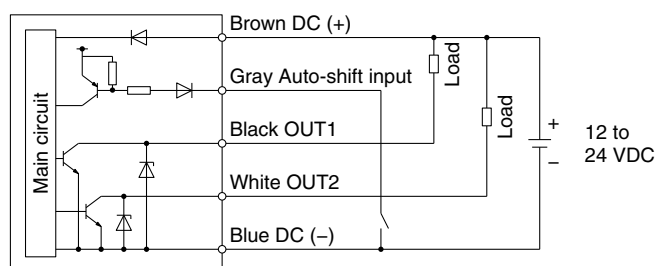 Brown DC (+)
Gray Auto-shift input
Load
Load
Black OUT1
Main circuit
White OUT2
Blue DC (–)
+
–
12 to
24 VDC